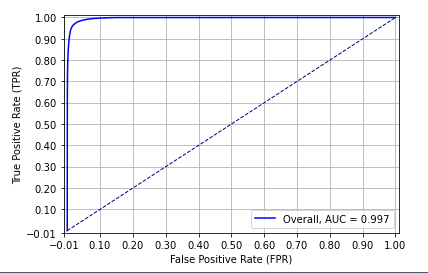 1.00
0.90
0.80
0.70
0.60
0.50
0.40
0.30
0.20
0.10
−0.01
True Positive Rate (TPR)
Overall, AUC = 0.997
−0.01 0.10 0.20 0.30 0.40 0.50 0.60 0.70 0.80 0.90 1.00
False Positive Rate (FPR)